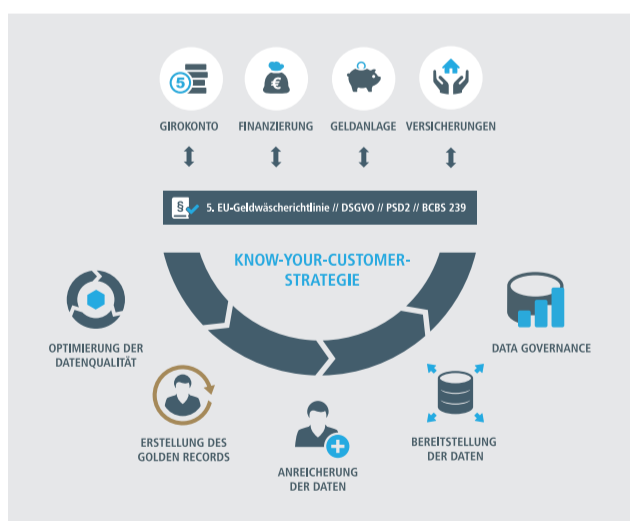 5
€
GIROKONTO
FINANZIERUNG
GELDANLAGE
VERSICHERUNGEN
§
5. EU-Geldwäscherichtlinie // DSGVO // PSD2 // BCBS 239
KNOW-YOUR-CUSTOMER-
STRATEGIE
OPTIMIERUNG DER
DATENQUALITÄT
ERSTELLUNG DES
GOLDEN RECORDS
ANREICHERUNG
DER DATEN
BEREITSTELLUNG
DER DATEN
DATA GOVERNANCE